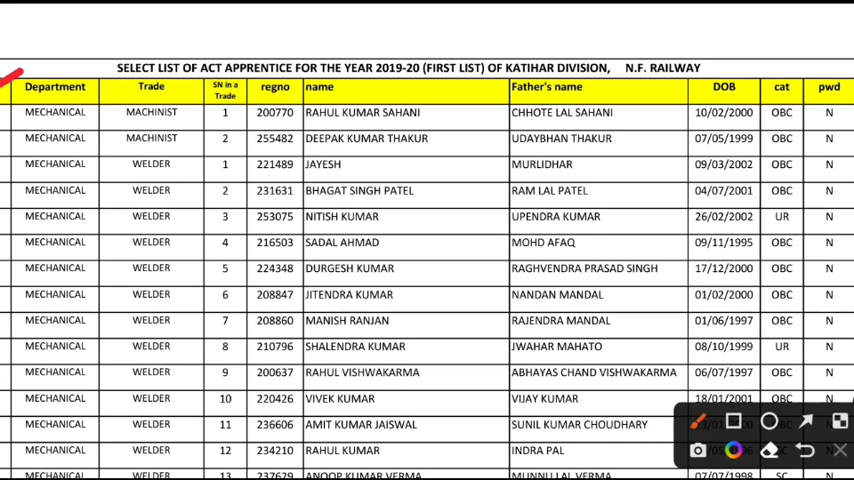 SELECT LIST OF ACT APPRENTICE FOR THE YEAR 2019-20 (FIRST LIST) OF KATIHAR DIVISION, N.F. RAILWAY
Department Trade SN in a Trade regno name Father's name DOB cat pwd
MECHANICAL MACHINIST 1 200770 RAHUL KUMAR SAHANI CHHOTE LAL SAHANI 10/02/2000 OBC N
MECHANICAL MACHINIST 2 255482 DEEPAK KUMAR THAKUR UDAYBHAN THAKUR 07/05/1999 OBC N
MECHANICAL WELDER 1 221489 JAYESH MURLIDHAR 09/03/2002 OBC N
MECHANICAL WELDER 2 231631 BHAGAT SINGH PATEL RAM LAL PATEL 04/07/2001 OBC N
MECHANICAL WELDER 3 253075 NITISH KUMAR UPENDRA KUMAR 26/02/2002 UR N
MECHANICAL WELDER 4 216503 SADAL AHMAD MOHD AFAQ 09/11/1995 OBC N
MECHANICAL WELDER 5 224348 DURGESH KUMAR RAGHVENDRA PRASAD SINGH 17/12/2000 OBC N
MECHANICAL WELDER 6 208847 JITENDRA KUMAR NANDAN MANDAL 01/02/2000 OBC N
MECHANICAL WELDER 7 208860 MANISH RANJAN RAJENDRA MANDAL 01/06/1997 OBC N
MECHANICAL WELDER 8 210796 SHALENDRA KUMAR JWAHAR MAHATO 08/10/1999 UR N
MECHANICAL WELDER 9 200637 RAHUL VISHWAKARMA ABHAYAS CHAND VISHWAKARMA 06/07/1997 OBC N
MECHANICAL WELDER 10 220426 VIVEK KUMAR VIJAY KUMAR 18/01/2001 OBC N
MECHANICAL WELDER 11 236606 AMIT KUMAR JAISWAL SUNIL KUMAR CHOUDHARY
MECHANICAL WELDER 12 234210 RAHUL KUMAR INDRA PAL
MECHANICAL WELDER 13 237629 ANOOP KUMAR VERMA MUNNU LAL VERMA 07/07/1998 SC N